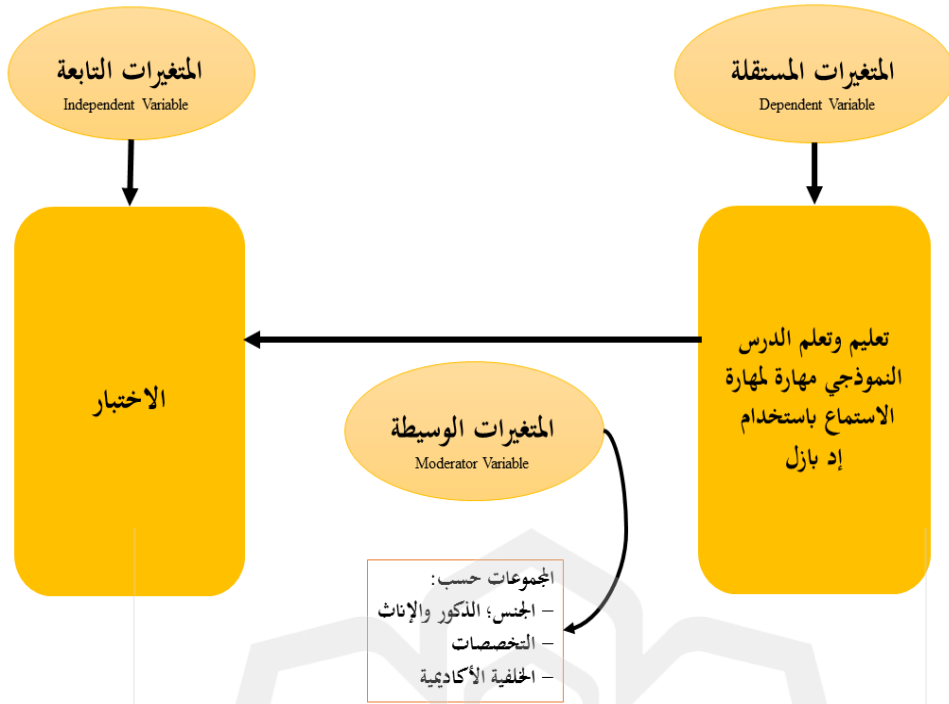 المتغيرات المستقلة
Dependent Variable
المتغيرات التابعة
Independent Variable
تعليم وتعلم الدرس
النموذجي مهارة لمهارة
الاستماع باستخدام
إد بازل
الاختبار
المتغيرات الوسيطة
Moderator Variable
المجموعات حسب:
– الجنس؛ الذكور والإناث
– التخصصات
– الخلفية الأكاديمية